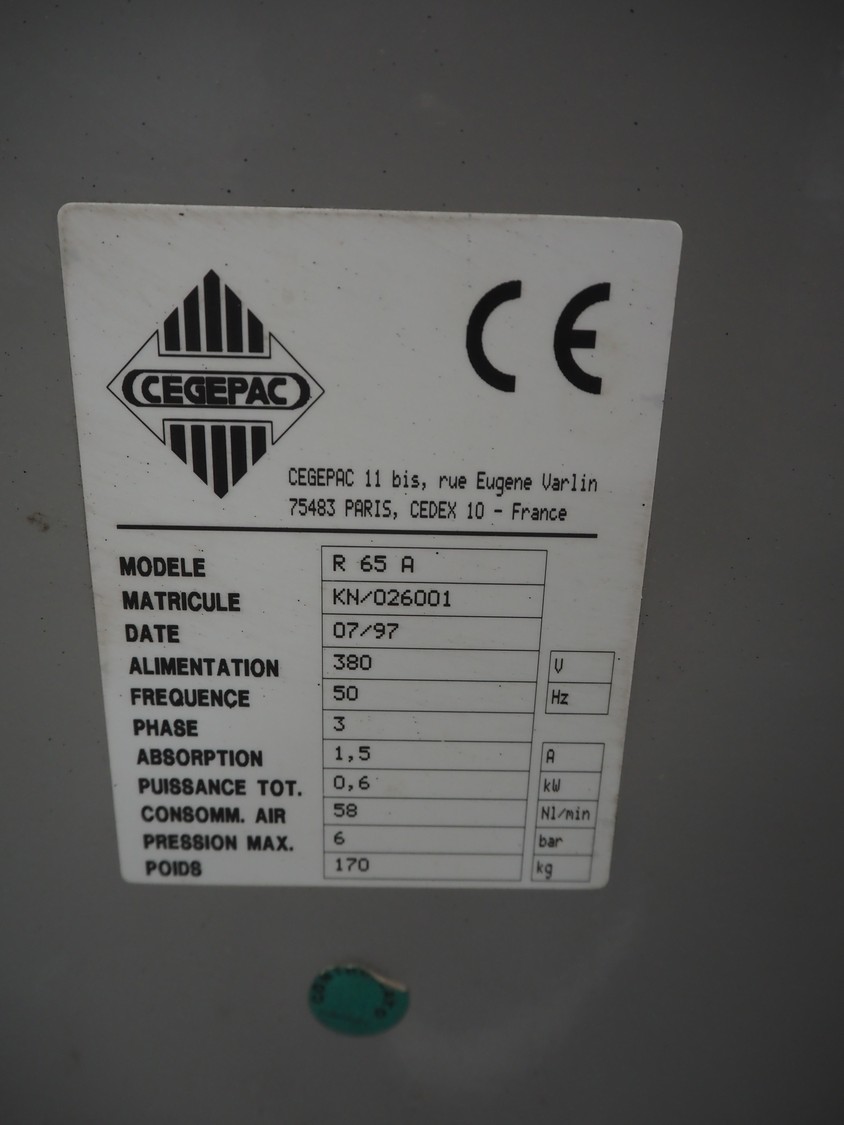 CEGEPAC
CE
CEGEPAC 11 bis, rue Eugene Varlin
75483 PARIS, CEDEX 10 - France
MODELE R 65 A
MATRICULE KN/026001
DATE 07/97
ALIMENTATION 380 V
FREQUENCE 50 Hz
PHASE 3
ABSORPTION 1,5 A
PUISSANCE TOT. 0,6 kW
CONSOMM. AIR 58 Nl/min
PRESSION MAX. 6 bar
POIDS 170 kg